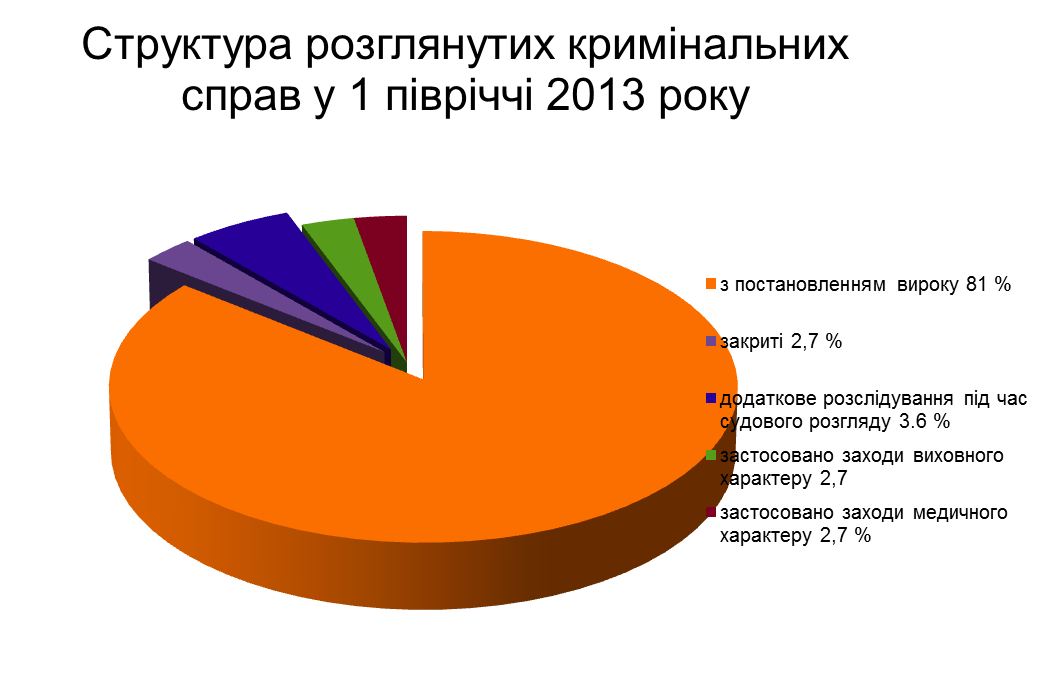 Структура розглянутих кримінальних
справ у 1 півріччі 2013 року
з постановленням вироку 81 %
закриті 2,7 %
додаткове розслідування під час
судового розгляду 3.6 %
застосовано заходи виховного
характеру 2,7
застосовано заходи медичного
характеру 2,7 %